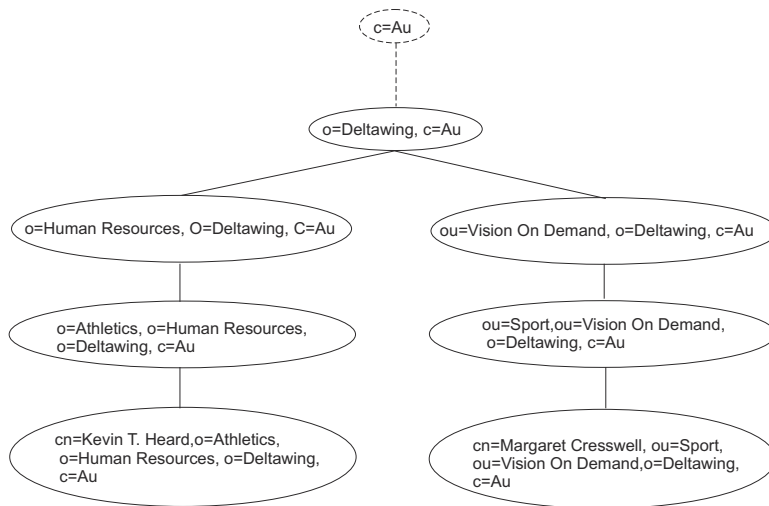 c=Au
o=Deltawing, c=Au
o=Human Resources, O=Deltawing, C=Au
ou=Vision On Demand, o=Deltawing, c=Au
o=Athletics, o=Human Resources,
o=Deltawing, c=Au
ou=Sport,ou=Vision On Demand,
o=Deltawing, c=Au
cn=Kevin T. Heard,o=Athletics,
o=Human Resources, o=Deltawing,
c=Au
cn=Margaret Cresswell, ou=Sport,
ou=Vision On Demand,o=Deltawing,
c=Au